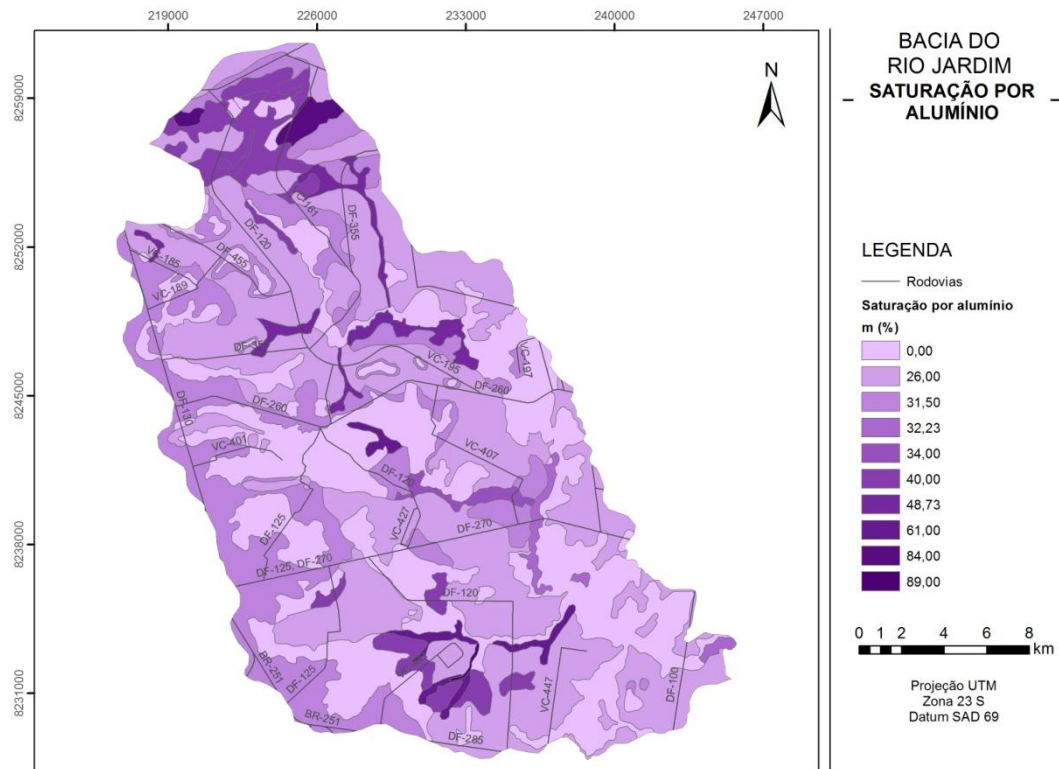 219000 226000 233000 240000 247000
8259000
8252000
8245000
8238000
8231000
N
DF-120
DF-355
VC-185
DF-455
VC-189
VC-195
VC-197
DF-260
DF-130
DF-260
VC-401
VC-407
DF-120
DF-125
VC-427
DF-270
DF-125, DF-270
DF-120
BR-251
DF-125
VC-447
DF-100
BR-251
DF-285
BACIA DO
RIO JARDIM
SATURAÇÃO POR
ALUMÍNIO
LEGENDA
Rodovias
Saturação por alumínio
m (%)
0,00
26,00
31,50
32,23
34,00
40,00
48,73
61,00
84,00
89,00
0 1 2 4 6 8
km
Projeção UTM
Zona 23 S
Datum SAD 69